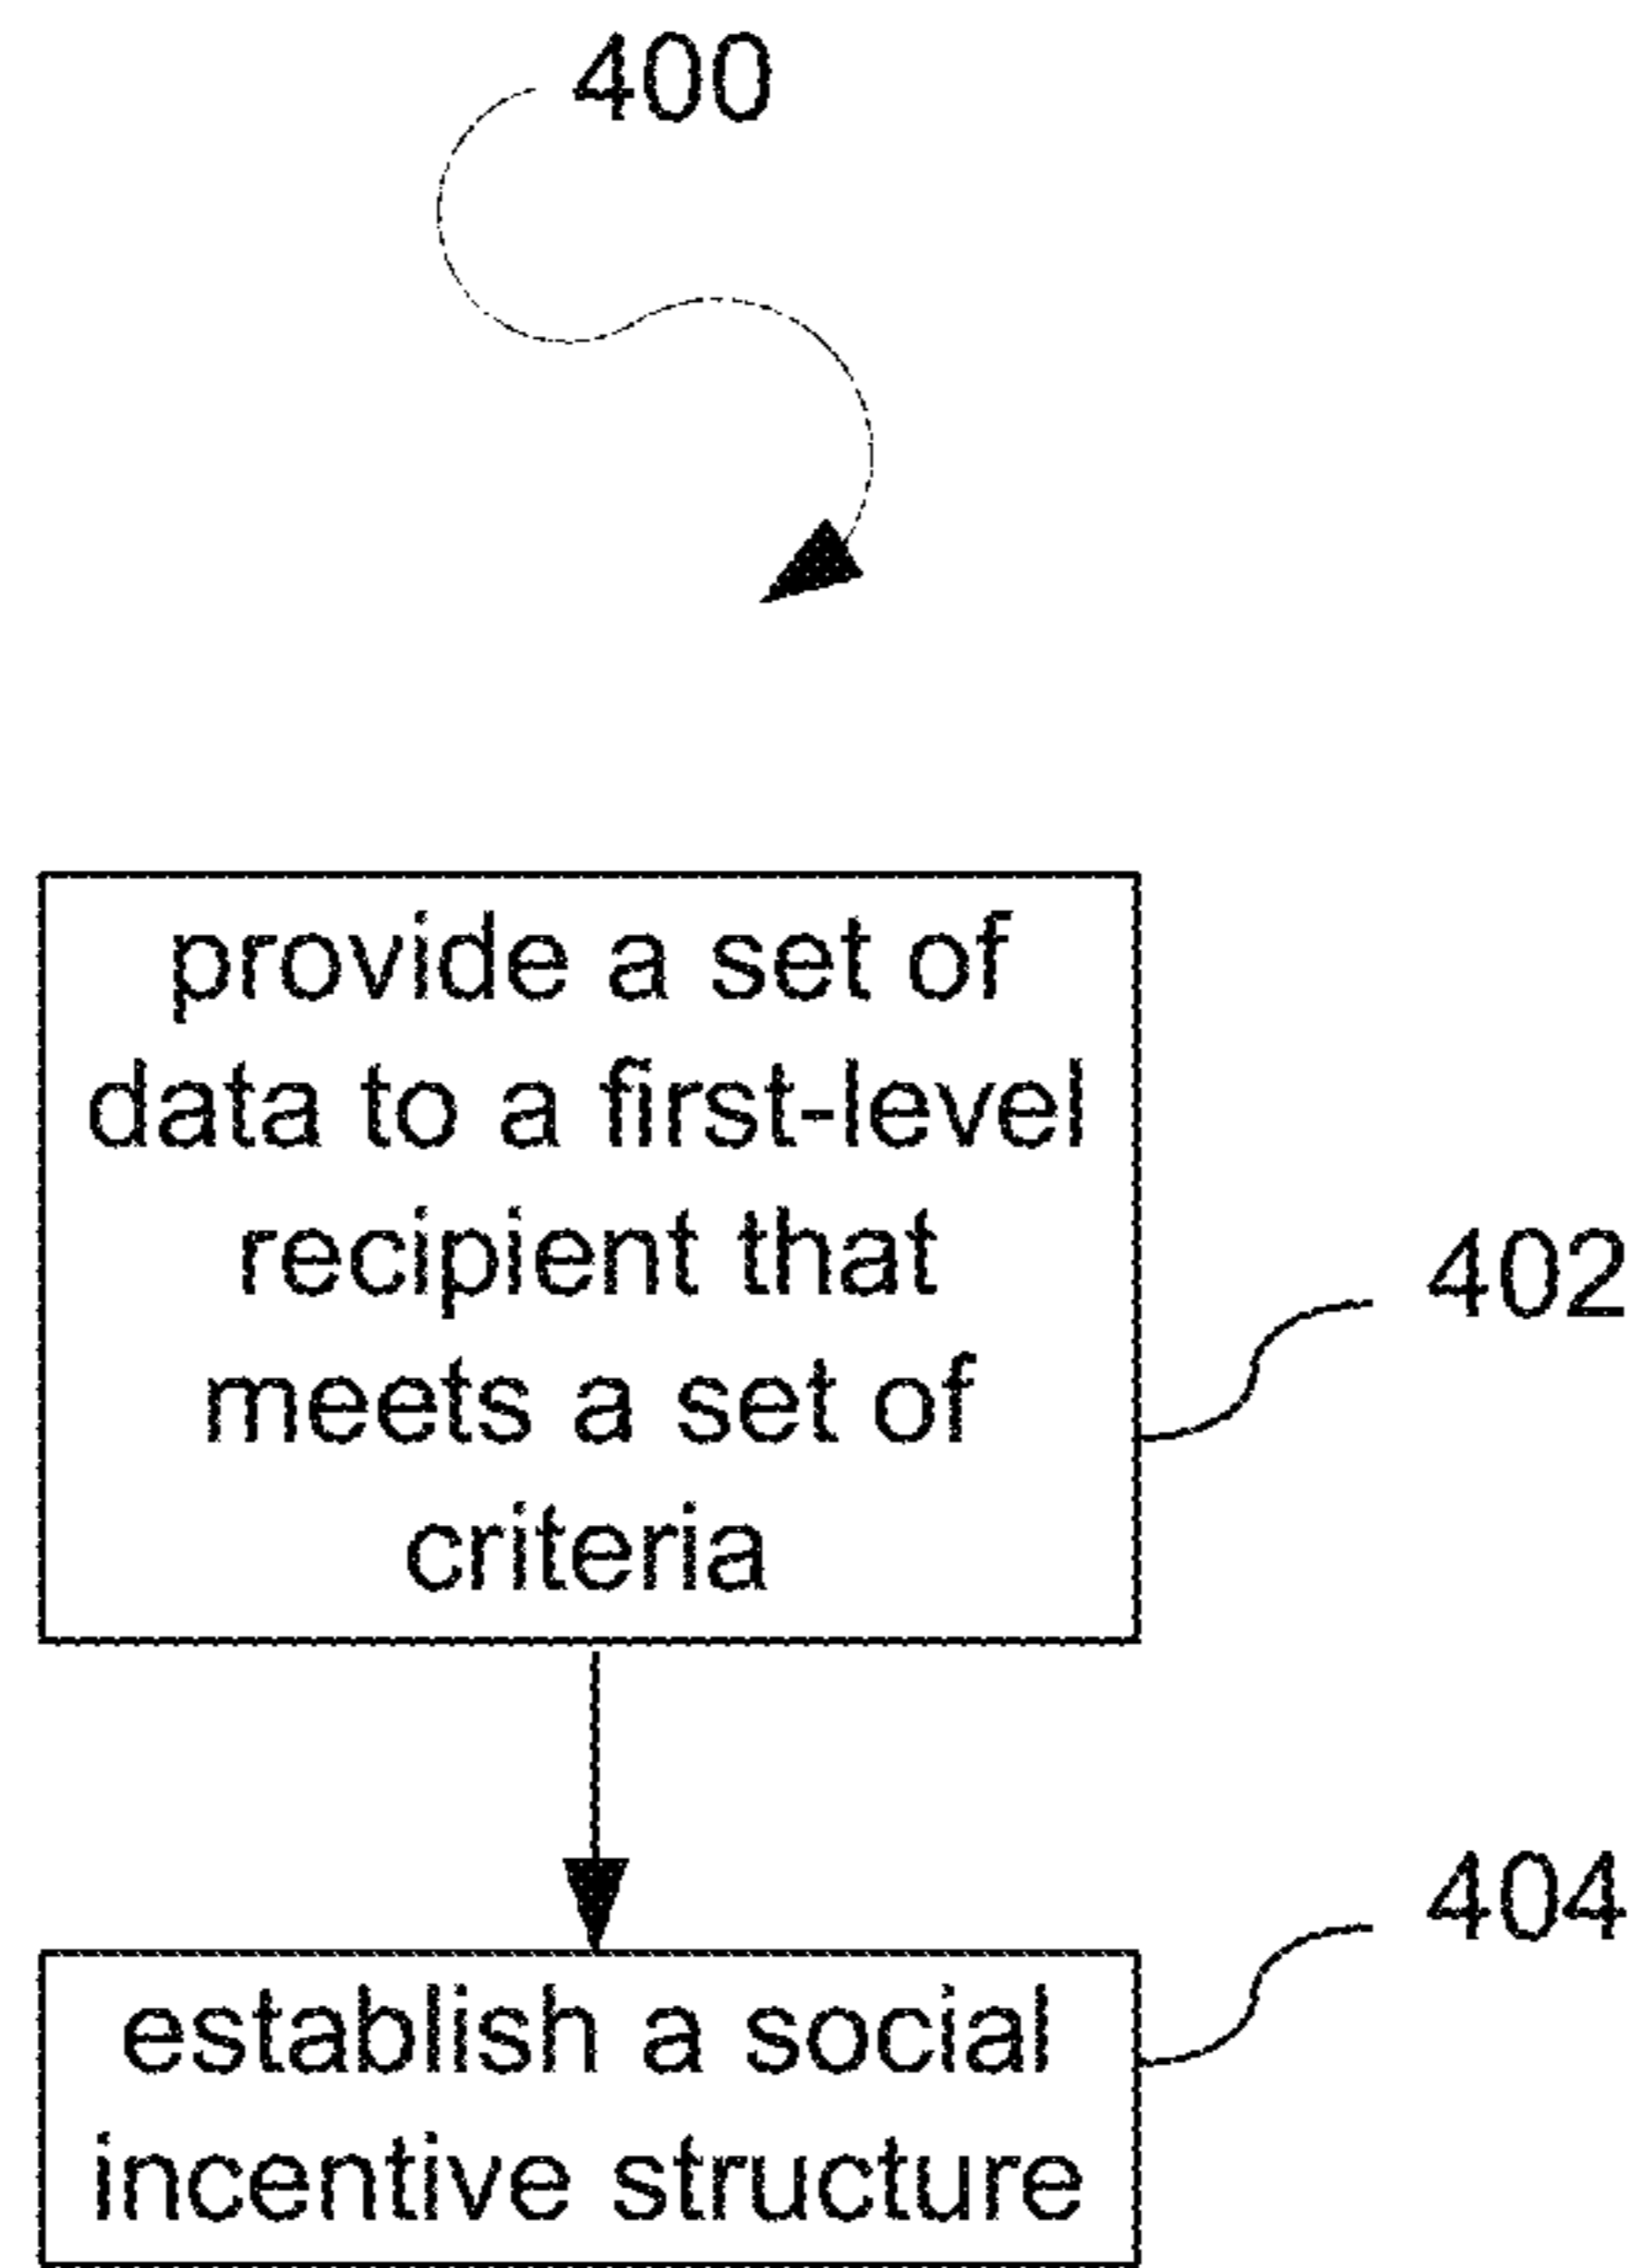 400
provide a set of
data to a first-level
recipient that
meets a set of
criteria
402
establish a social
incentive structure
404